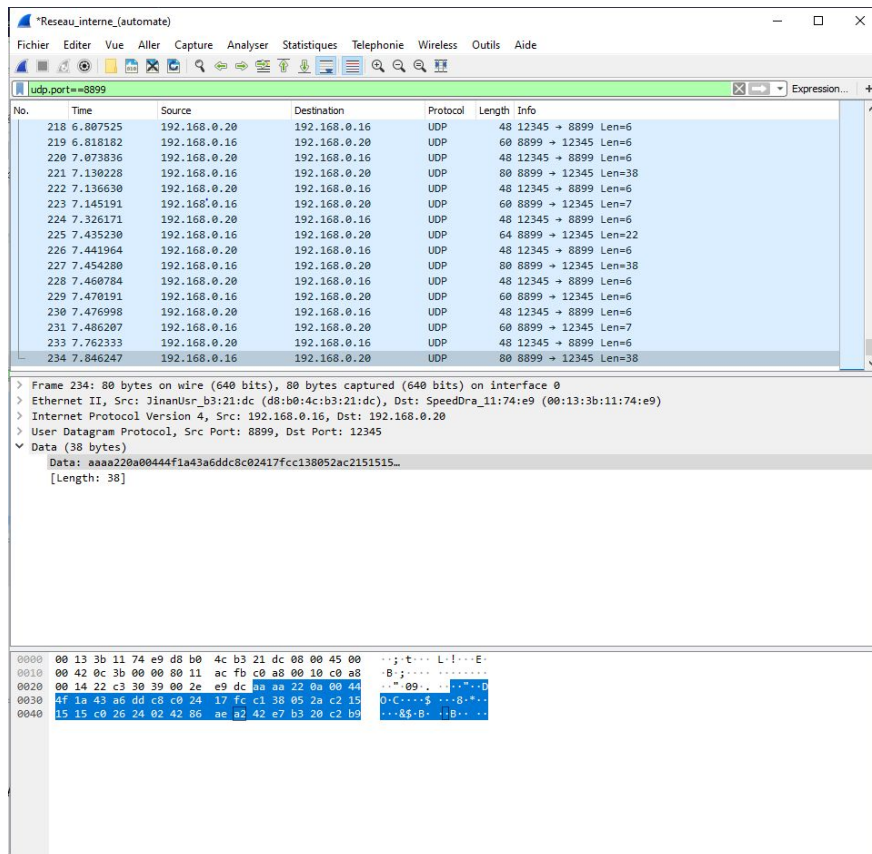 *Reseau_interne_(automate)
Fichier Editer Vue Aller Capture Analyser Statistiques Telephonie Wireless Outils Aide
udp.port==8899 Expression... +
No. Time Source Destination Protocol Length Info
218 6.807525 192.168.0.20 192.168.0.16 UDP 48 12345 → 8899 Len=6
219 6.818182 192.168.0.16 192.168.0.20 UDP 60 8899 → 12345 Len=6
220 7.073836 192.168.0.20 192.168.0.16 UDP 48 12345 → 8899 Len=6
221 7.130228 192.168.0.16 192.168.0.20 UDP 80 8899 → 12345 Len=38
222 7.136630 192.168.0.20 192.168.0.16 UDP 48 12345 → 8899 Len=6
223 7.145191 192.168.0.16 192.168.0.20 UDP 60 8899 → 12345 Len=7
224 7.326171 192.168.0.20 192.168.0.16 UDP 48 12345 → 8899 Len=6
225 7.435230 192.168.0.16 192.168.0.20 UDP 64 8899 → 12345 Len=22
226 7.441964 192.168.0.20 192.168.0.16 UDP 48 12345 → 8899 Len=6
227 7.454280 192.168.0.16 192.168.0.20 UDP 80 8899 → 12345 Len=38
228 7.460784 192.168.0.20 192.168.0.16 UDP 48 12345 → 8899 Len=6
229 7.470191 192.168.0.16 192.168.0.20 UDP 60 8899 → 12345 Len=6
230 7.476998 192.168.0.20 192.168.0.16 UDP 48 12345 → 8899 Len=6
231 7.486207 192.168.0.16 192.168.0.20 UDP 60 8899 → 12345 Len=7
233 7.762333 192.168.0.20 192.168.0.16 UDP 48 12345 → 8899 Len=6
234 7.846247 192.168.0.16 192.168.0.20 UDP 80 8899 → 12345 Len=38
> Frame 234: 80 bytes on wire (640 bits), 80 bytes captured (640 bits) on interface 0
> Ethernet II, Src: JinanUsr_b3:21:dc (d8:b0:4c:b3:21:dc), Dst: SpeedDra_11:74:e9 (00:13:3b:11:74:e9)
> Internet Protocol Version 4, Src: 192.168.0.16, Dst: 192.168.0.20
> User Datagram Protocol, Src Port: 8899, Dst Port: 12345
Data (38 bytes)
Data: aaaa220a00444f1a43a6ddc8c02417fcc138052ac2151515…
[Length: 38]
0000 00 13 3b 11 74 e9 d8 b0 4c b3 21 dc 08 00 45 00 ··;·t··· L·!···E·
0010 00 42 0c 3b 00 00 80 11 ac fb c0 a8 00 10 c0 a8 ·B·;···· ········
0020 00 14 22 c3 30 39 00 2e e9 dc aa aa 22 0a 00 44 ··"·09·. ····"··D
0030 4f 1a 43 a6 dd c8 c0 24 17 fc c1 38 05 2a c2 15 O·C····$ ···8·*··
0040 15 15 c0 26 24 02 42 86 ae a2 42 e7 b3 20 c2 b9 ···&$·B· ··B·· ··